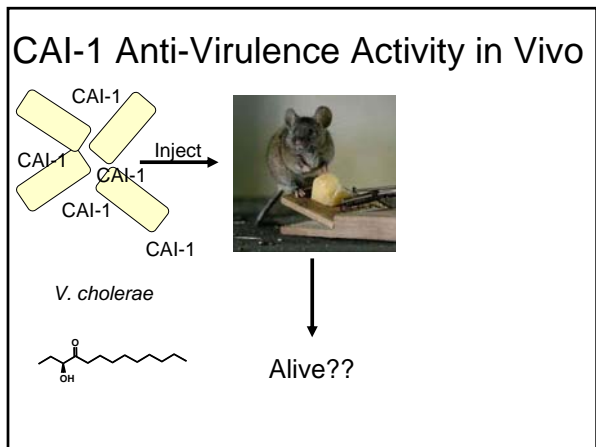 CAI-1 Anti-Virulence Activity in Vivo
CAI-1
CAI-1
CAI-1
CAI-1
CAI-1
Inject
V. cholerae
O
OH
Alive??